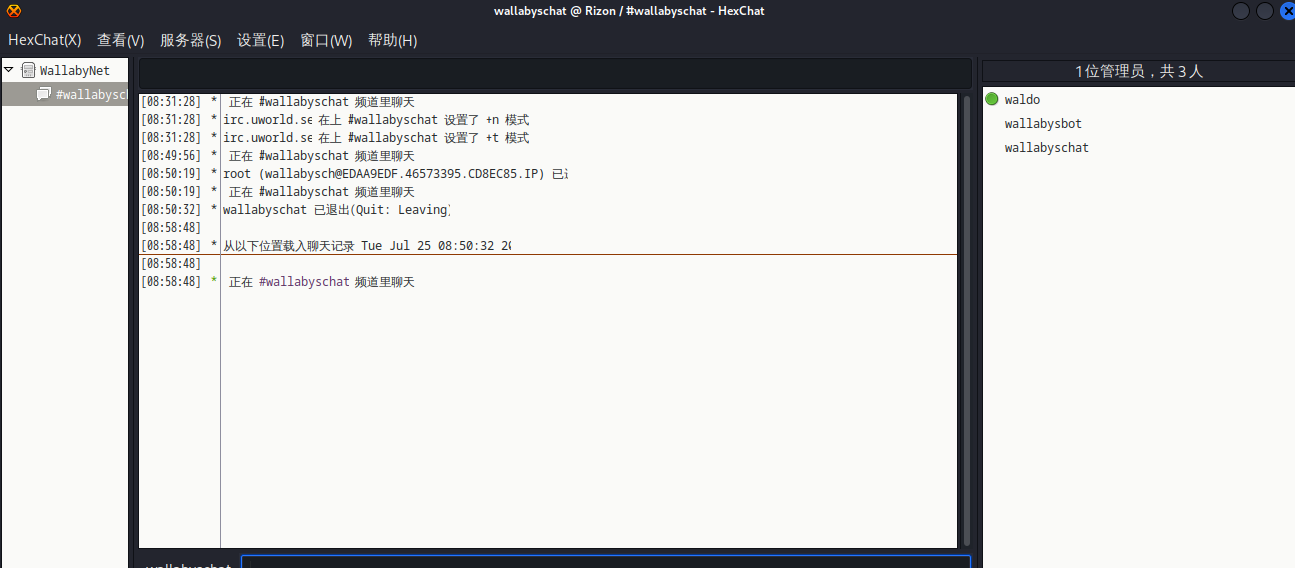 wallabyschat @ Rizon / #wallabyschat - HexChat
HexChat(X) 查看(V) 服务器(S) 设置(E) 窗口(W) 帮助(H)
WallabyNet
#wallabysc
1位管理员，共 3 人
waldo
wallabysbot
wallabyschat
[08:31:28] * 正在 #wallabyschat 频道里聊天
[08:31:28] * irc.uworld.se 在上 #wallabyschat 设置了 +n 模式
[08:31:28] * irc.uworld.se 在上 #wallabyschat 设置了 +t 模式
[08:49:56] * 正在 #wallabyschat 频道里聊天
[08:50:19] * root (wallabysch@EDAA9EDF.46573395.CD8EC85.IP) 已
[08:50:19] * 正在 #wallabyschat 频道里聊天
[08:50:32] * wallabyschat 已退出(Quit: Leaving)
[08:58:48]
[08:58:48] * 从以下位置载入聊天记录 Tue Jul 25 08:50:32 20
[08:58:48]
[08:58:48] * 正在 #wallabyschat 频道里聊天
wallabyschat